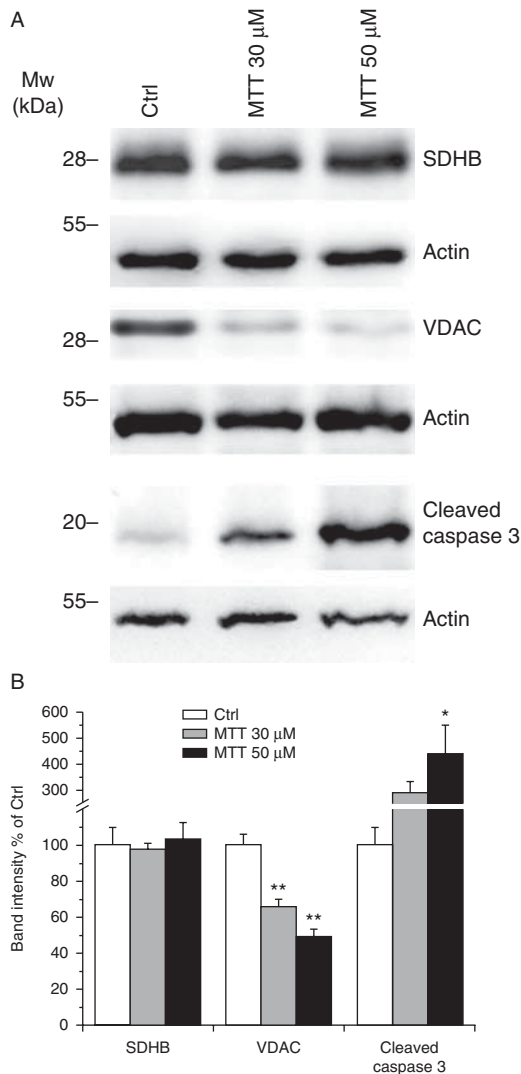 A
Mw
(kDa)
Ctrl
MTT 30 μM
MTT 50 μM
28–
SDHB
55–
Actin
28–
VDAC
55–
Actin
20–
Cleaved
caspase 3
55–
Actin
B
600
500
400
300
100
80
60
40
20
0
Band intensity % of Ctrl
Ctrl
MTT 30 μM
MTT 50 μM
**
**
*
SDHB
VDAC
Cleaved
caspase 3